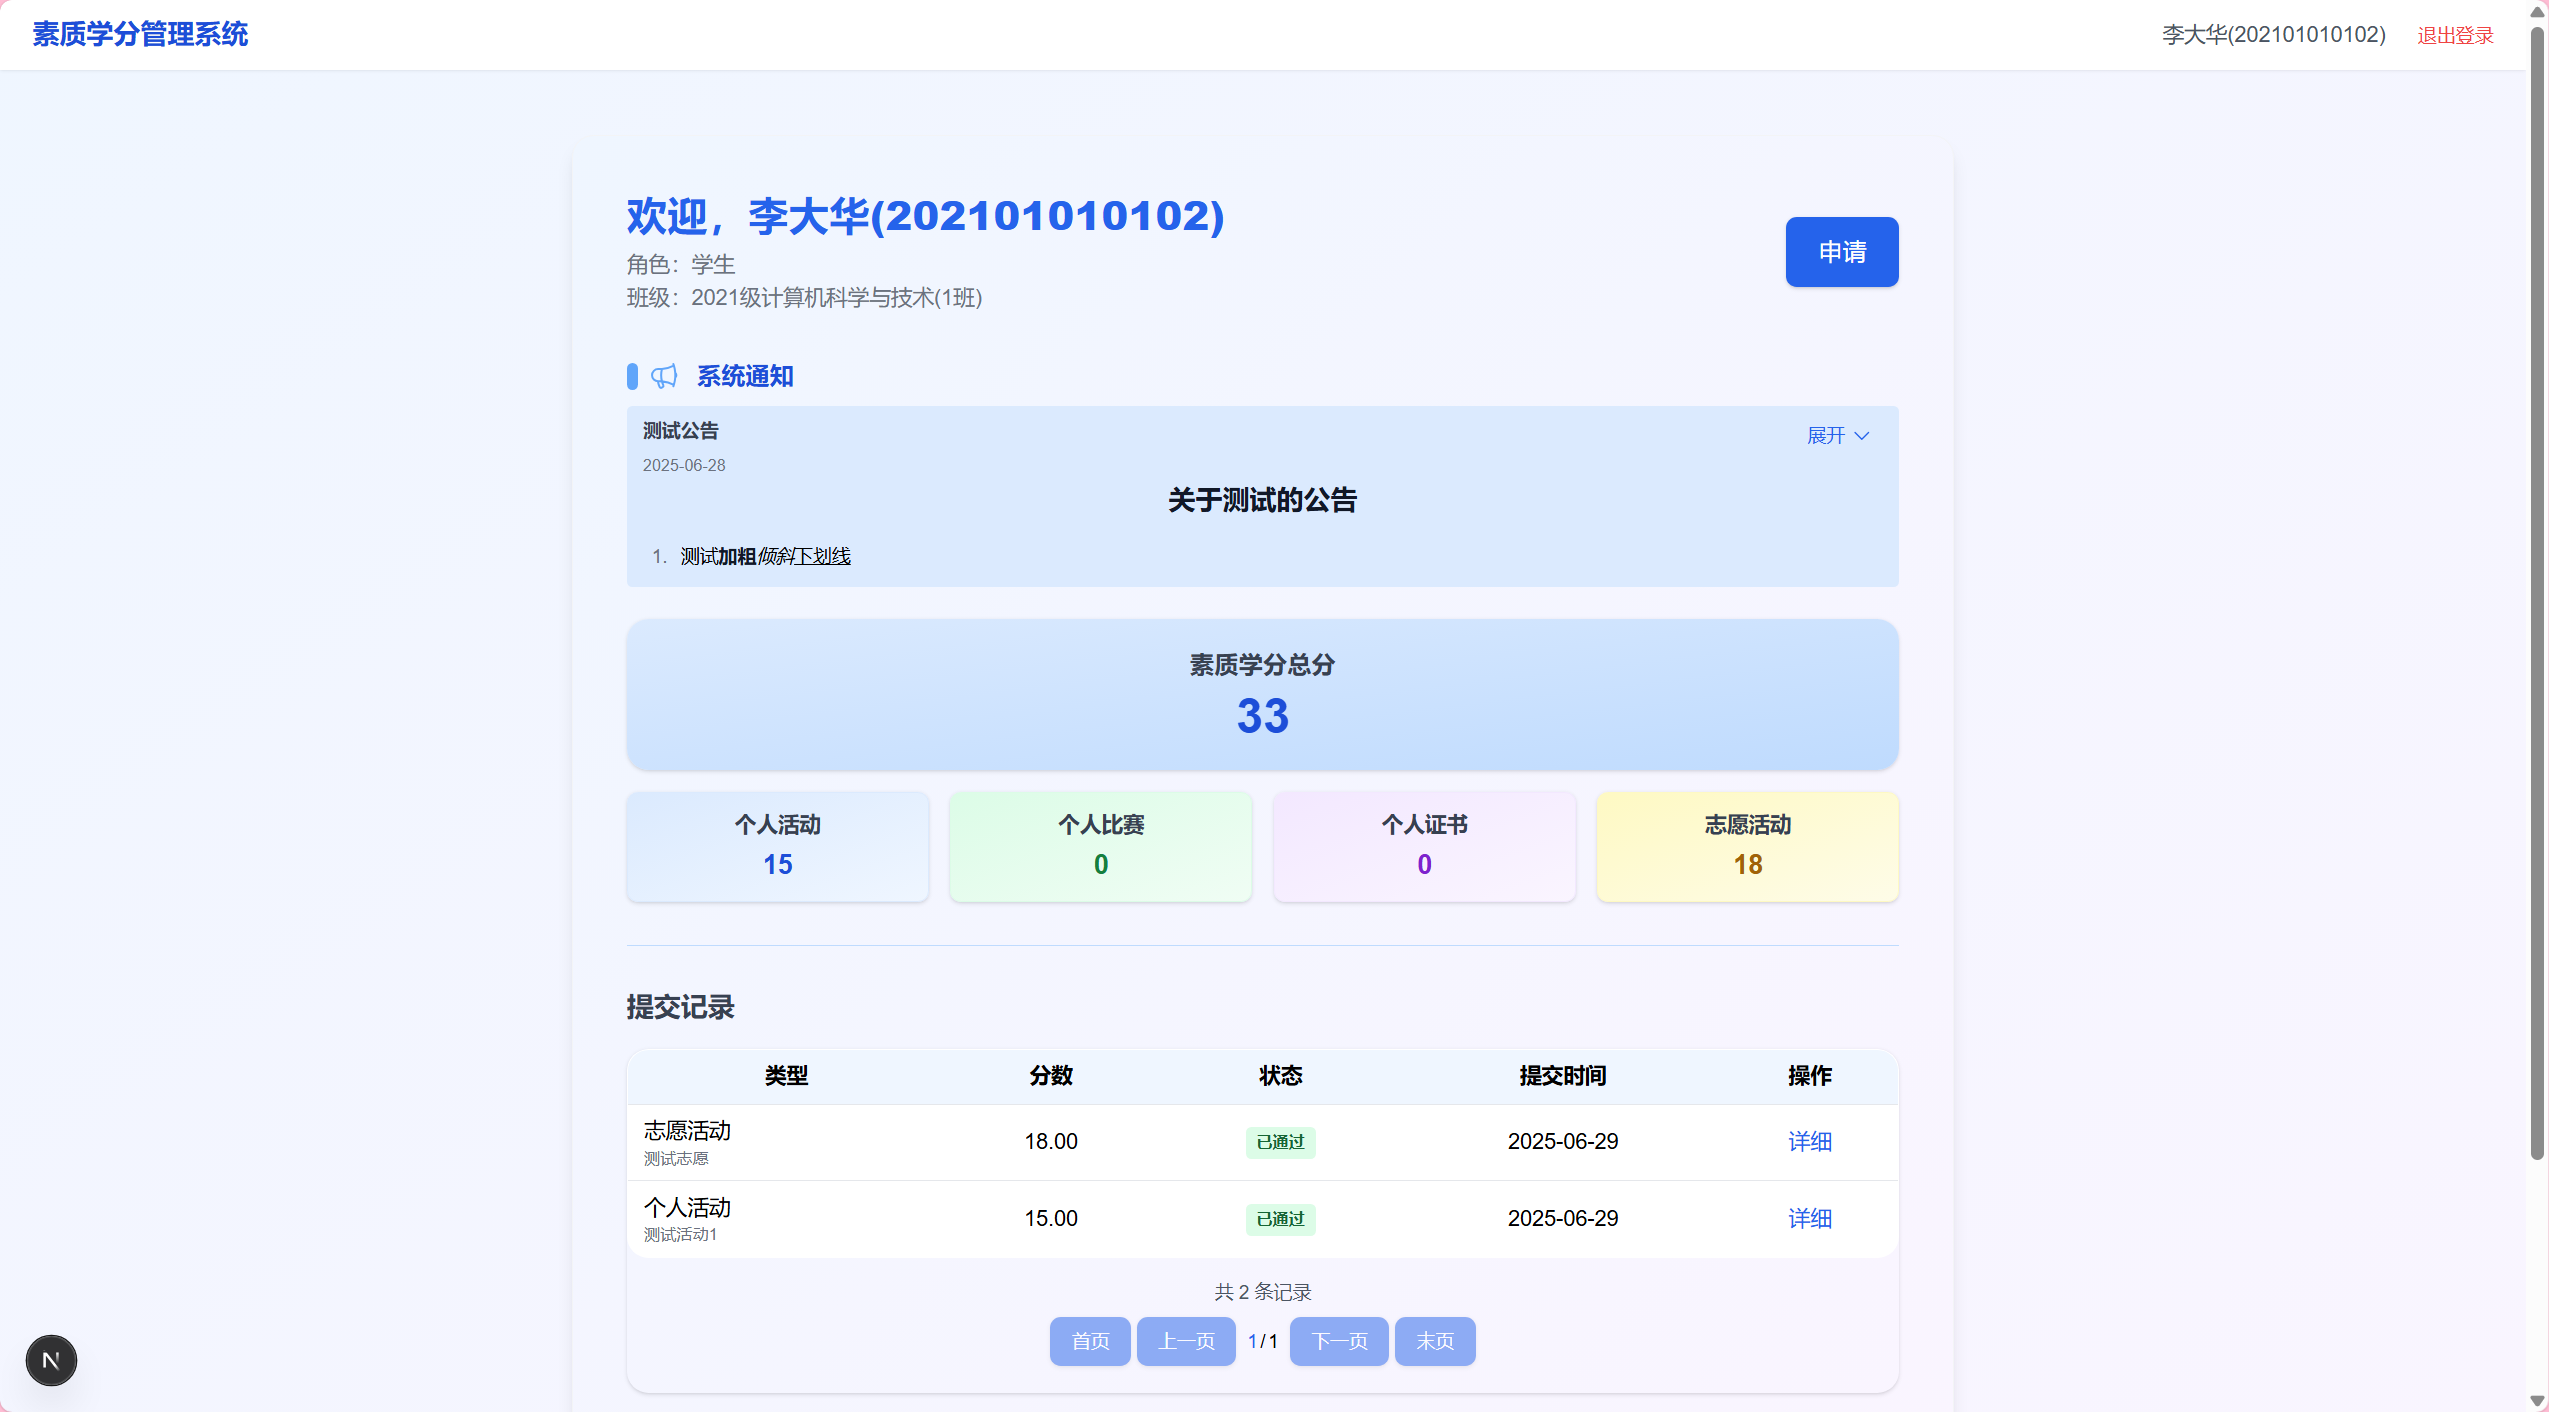 素质学分管理系统
李大华(202101010102) 退出登录
欢迎，李大华(202101010102)
角色：学生
班级：2021级计算机科学与技术(1班)
申请
系统通知
测试公告
展开
2025-06-28
关于测试的公告
1. 测试加粗倾斜下划线
素质学分总分
33
个人活动
15
个人比赛
0
个人证书
0
志愿活动
18
提交记录
类型 分数 状态 提交时间 操作
志愿活动
测试志愿
18.00 已通过 2025-06-29 详细
个人活动
测试活动1
15.00 已通过 2025-06-29 详细
共 2 条记录
首页 上一页 1/1 下一页 末页
N